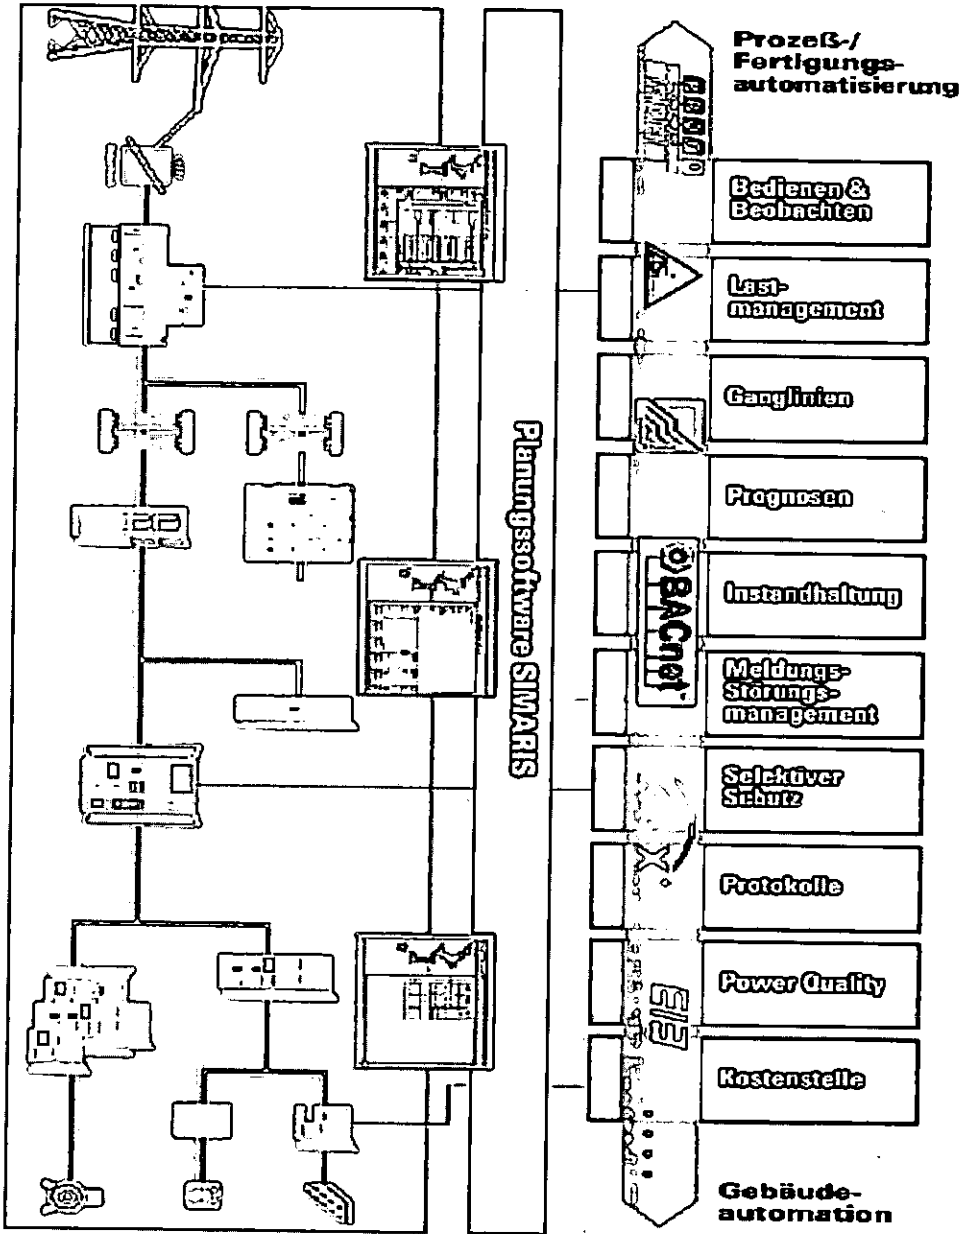 Prozeß-/
Fertigungs-
automatisierung
Bedienen &
Beobachten
Last-
management
Ganglinien
Prognosen
Instandhaltung
Meldungs-
Störungs-
management
Selektiver
Schutz
Protokolle
Power Quality
Kostenstelle
Gebäude-
automation
Planungssoftware SIMARIS
BACnet
EIB